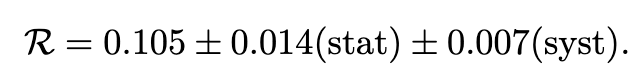 ℛ = 0.105 ± 0.014(stat) ± 0.007(syst).